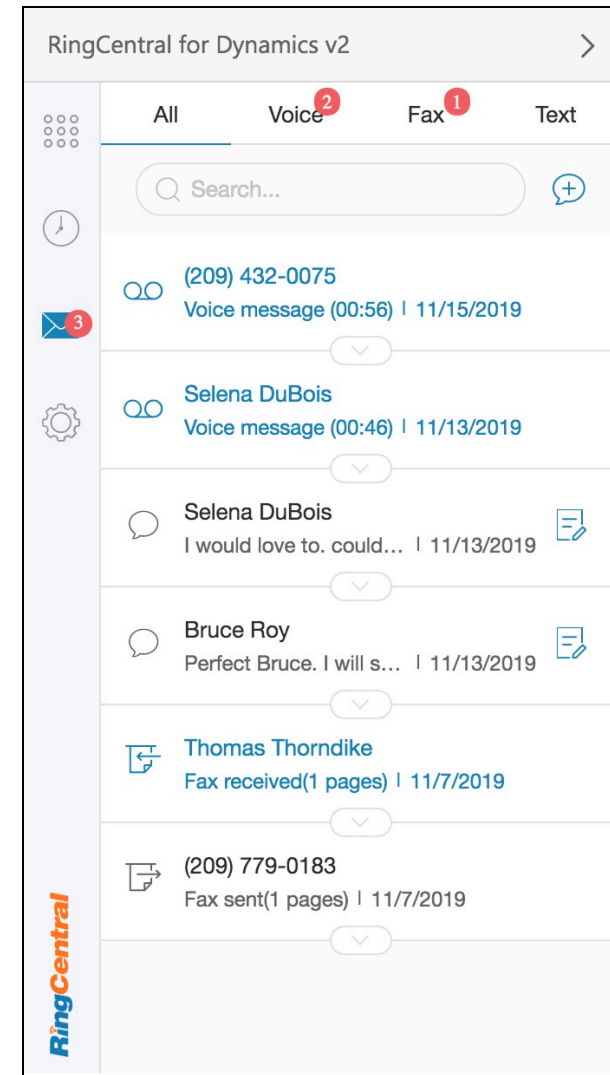 RingCentral for Dynamics v2
All Voice 2 Fax 1 Text
Search...
(209) 432-0075
Voice message (00:56) | 11/15/2019
3
Selena DuBois
Voice message (00:46) | 11/13/2019
Selena DuBois
I would love to. could... | 11/13/2019
Bruce Roy
Perfect Bruce. I will s... | 11/13/2019
Thomas Thorndike
Fax received(1 pages) | 11/7/2019
(209) 779-0183
Fax sent(1 pages) | 11/7/2019
RingCentral